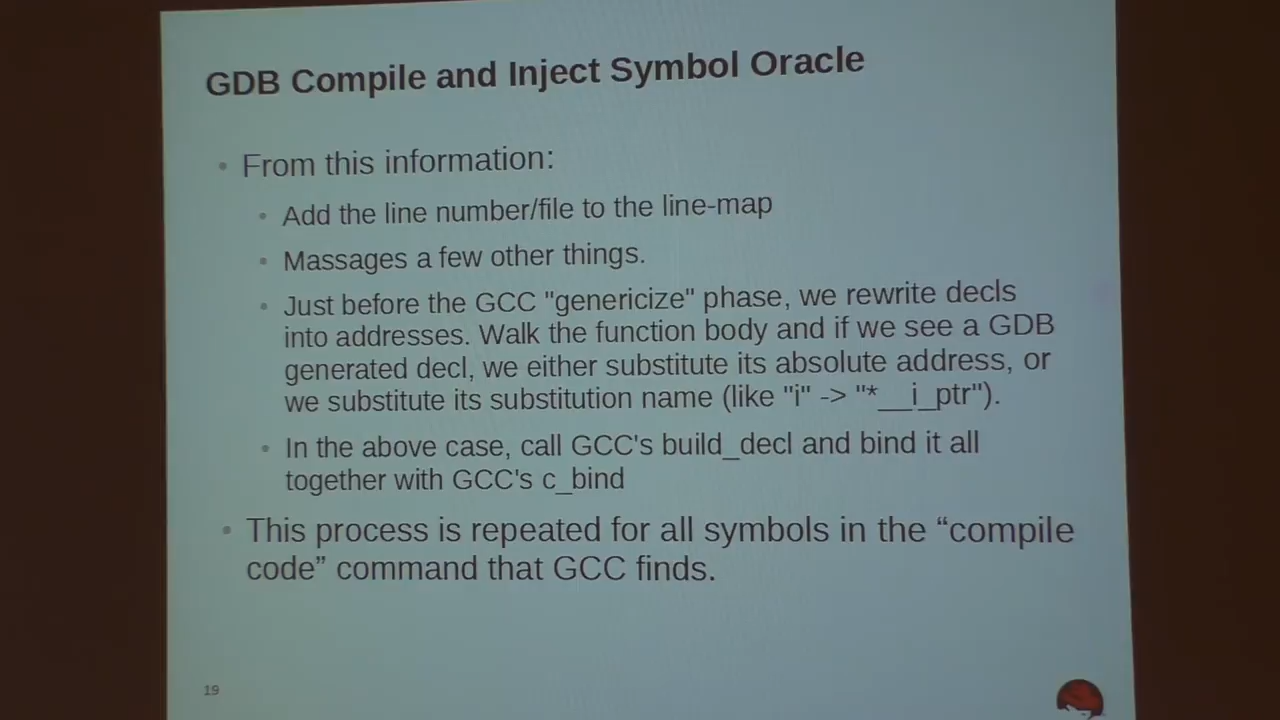 GDB Compile and Inject Symbol Oracle
• From this information:
• Add the line number/file to the line-map
• Massages a few other things.
• Just before the GCC "genericize" phase, we rewrite decls
into addresses. Walk the function body and if we see a GDB
generated decl, we either substitute its absolute address, or
we substitute its substitution name (like "i" -> "*__i_ptr").
• In the above case, call GCC's build_decl and bind it all
together with GCC's c_bind
• This process is repeated for all symbols in the “compile
code” command that GCC finds.
19